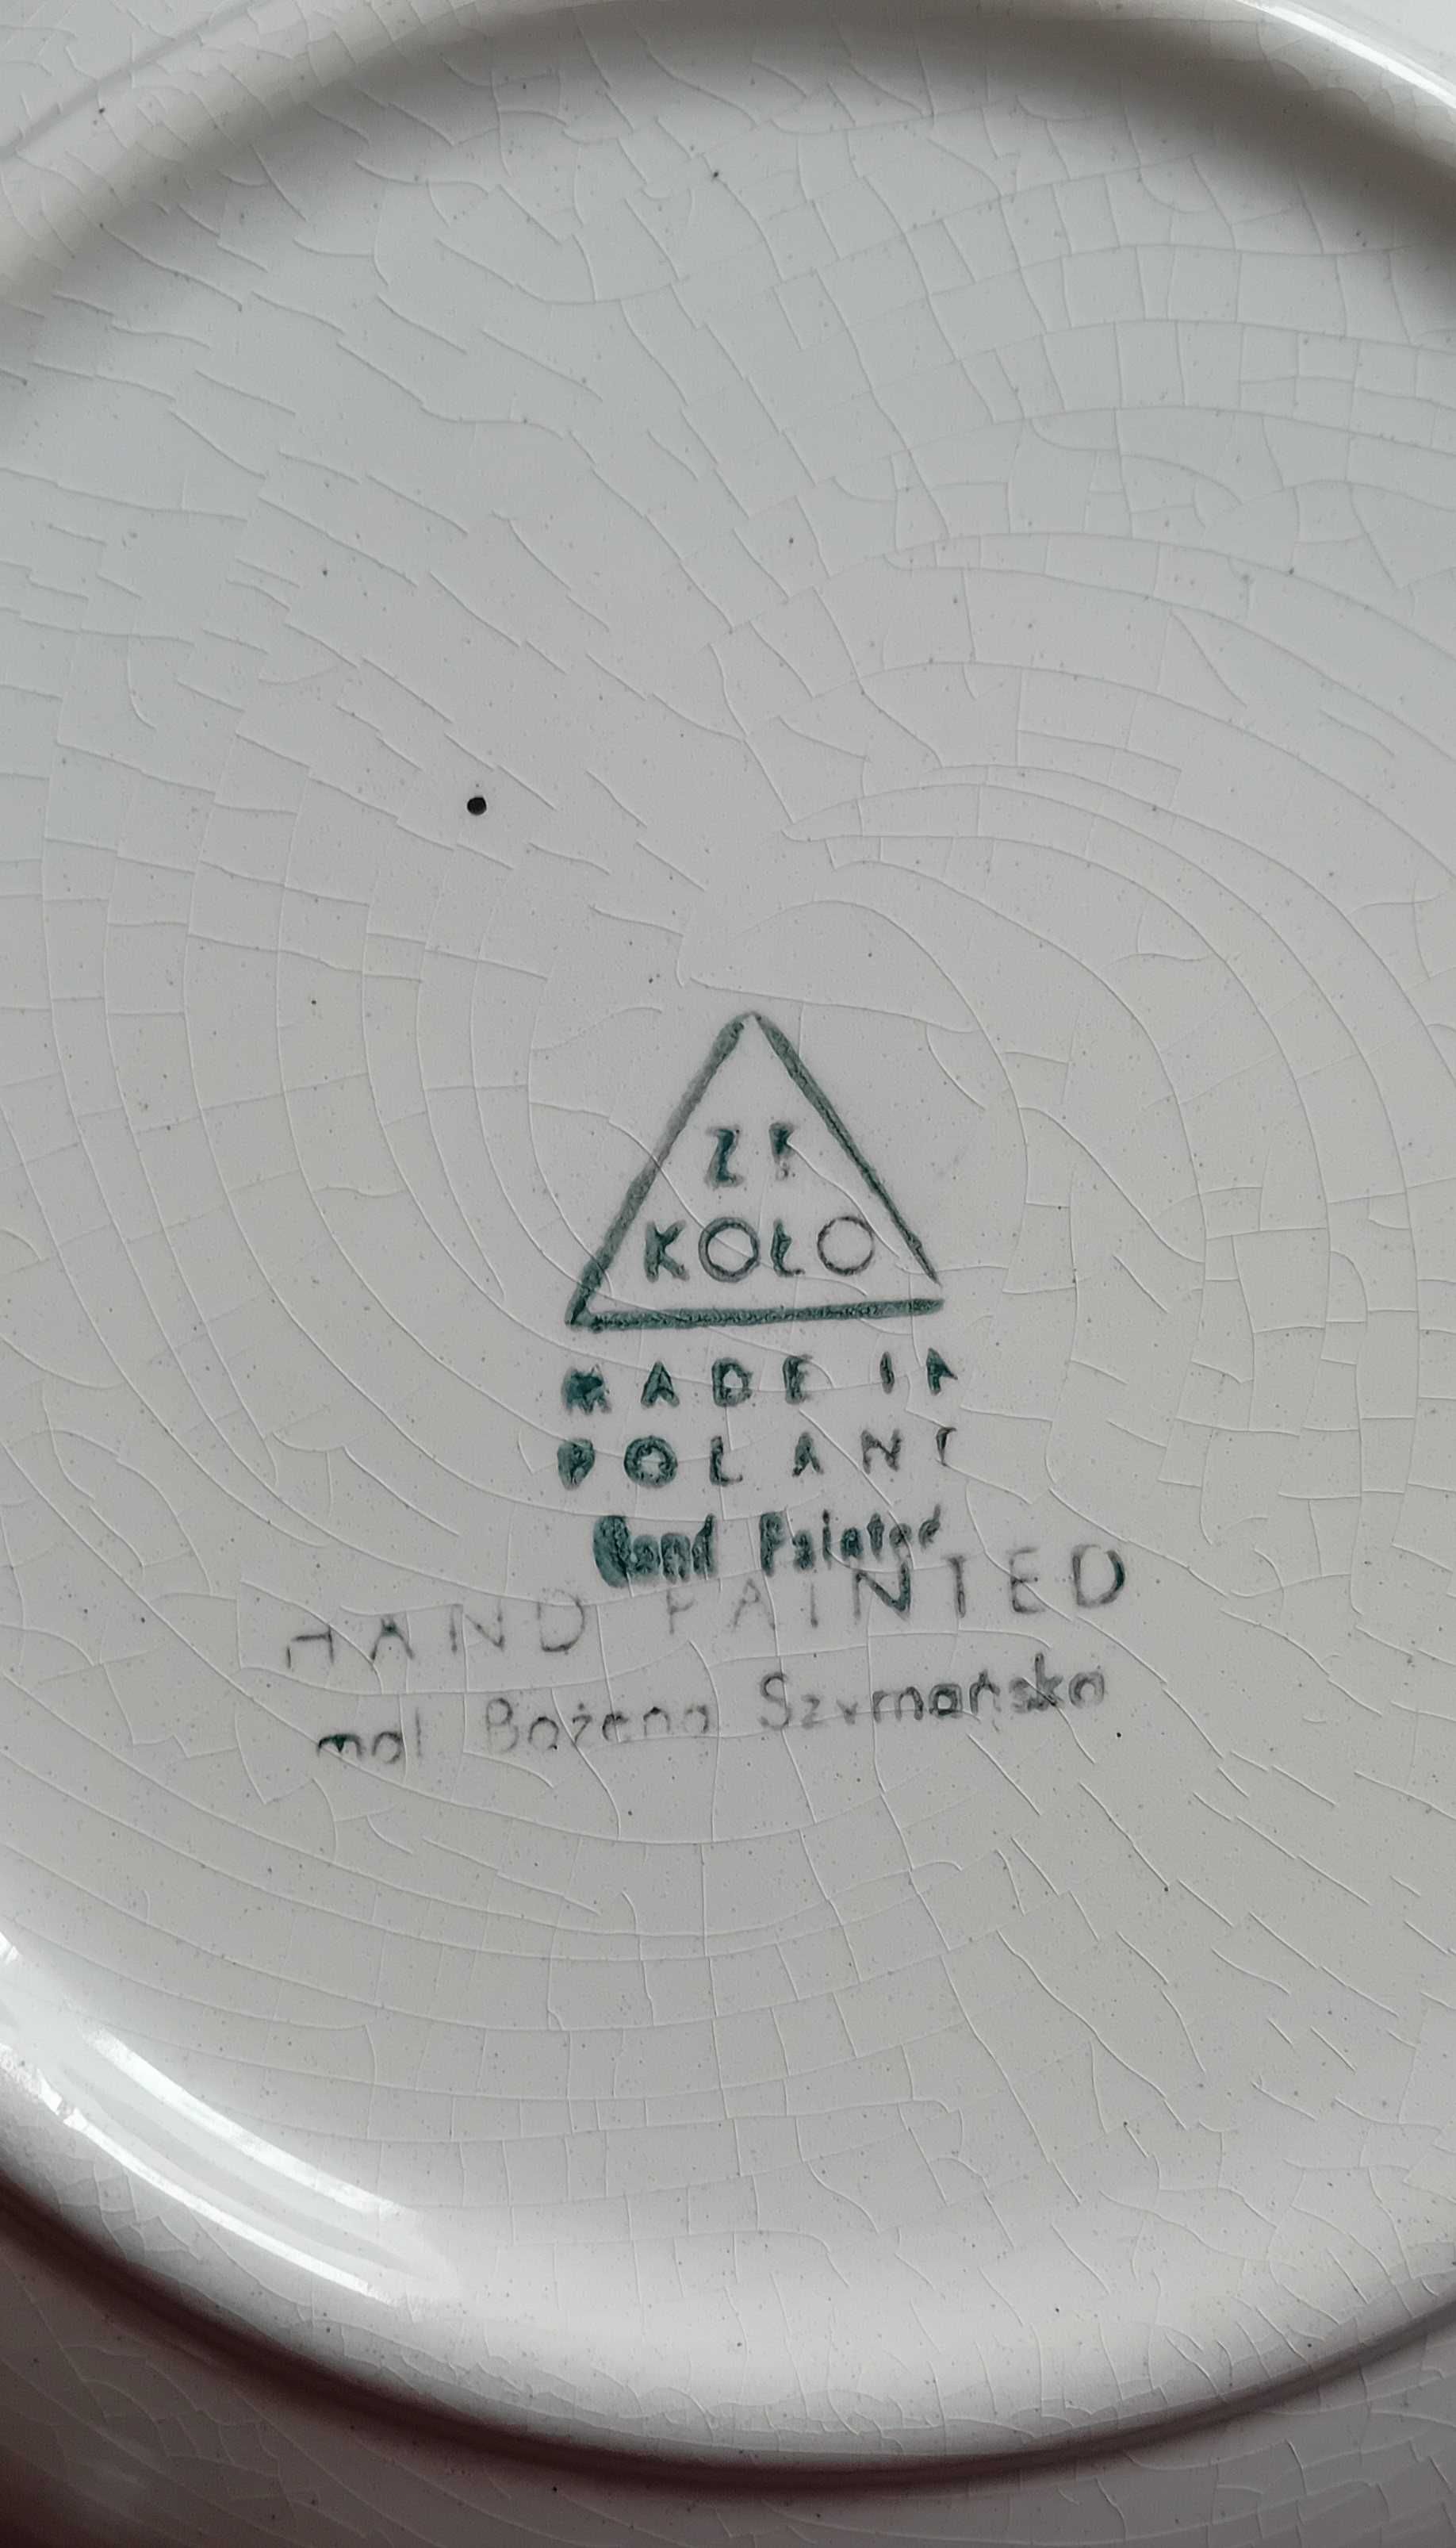 ZF
KOŁO
MADE IN
POLAND
Hand Painted
HAND PAINTED
mal. Bożena Szymańska